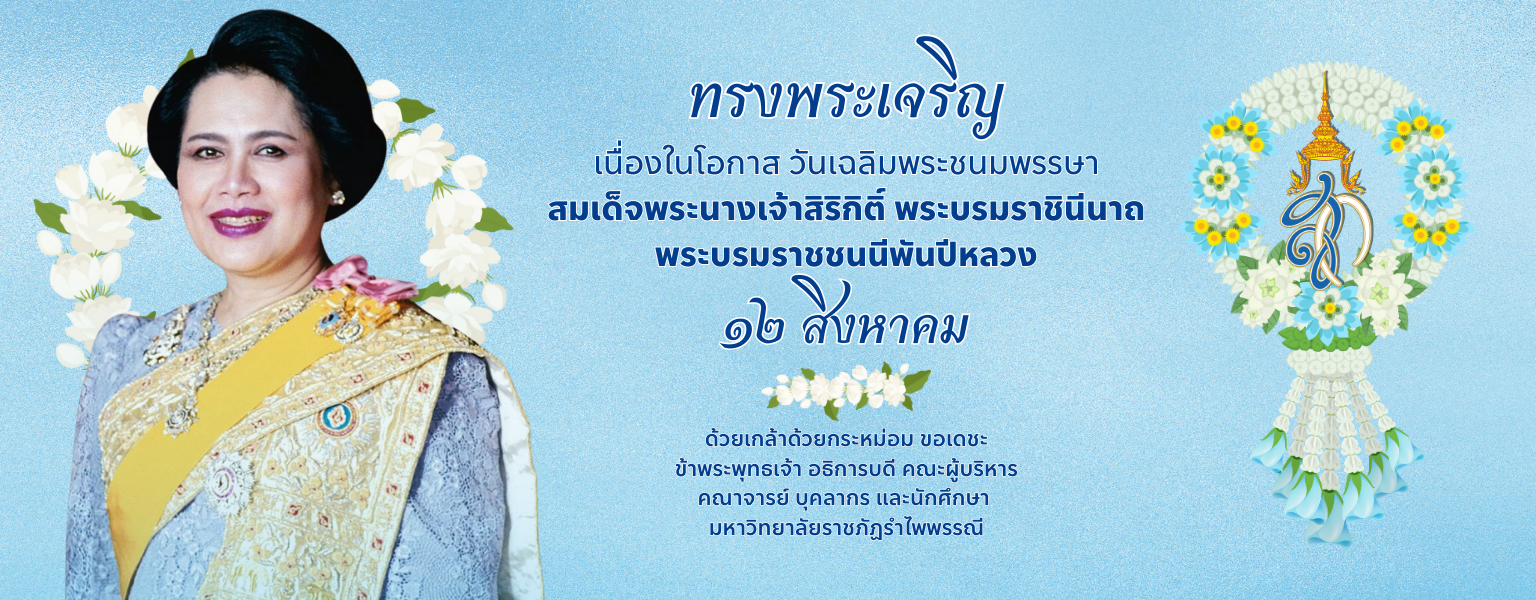 ทรงพระเจริญ
เนื่องในโอกาส วันเฉลิมพระชนมพรรษา
สมเด็จพระนางเจ้าสิริกิติ์ พระบรมราชินีนาถ
พระบรมราชชนนีพันปีหลวง
๑๒ สิงหาคม
ด้วยเกล้าด้วยกระหม่อม ขอเดชะ
ข้าพระพุทธเจ้า อธิการบดี คณะผู้บริหาร
คณาจารย์ บุคลากร และนักศึกษา
มหาวิทยาลัยราชภัฏรำไพพรรณี